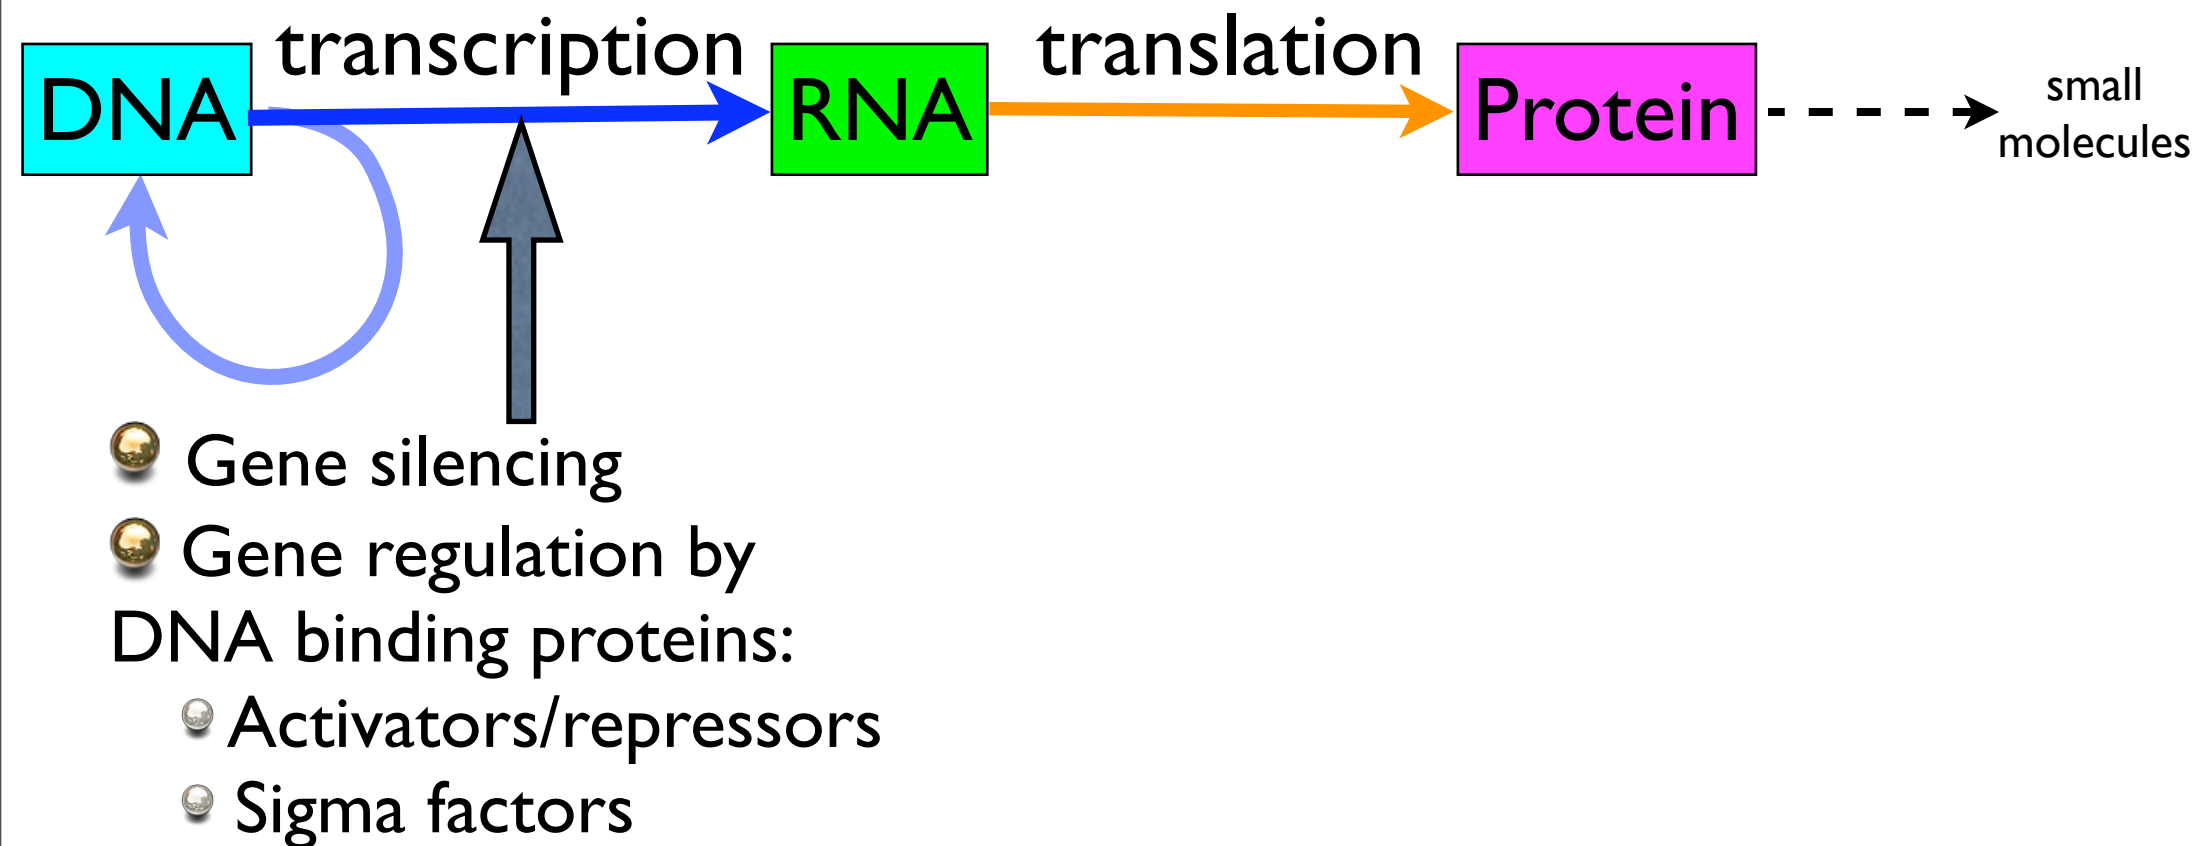 transcription
translation
DNA
RNA
Protein
small
molecules
Gene silencing
Gene regulation by
DNA binding proteins:
Activators/repressors
Sigma factors